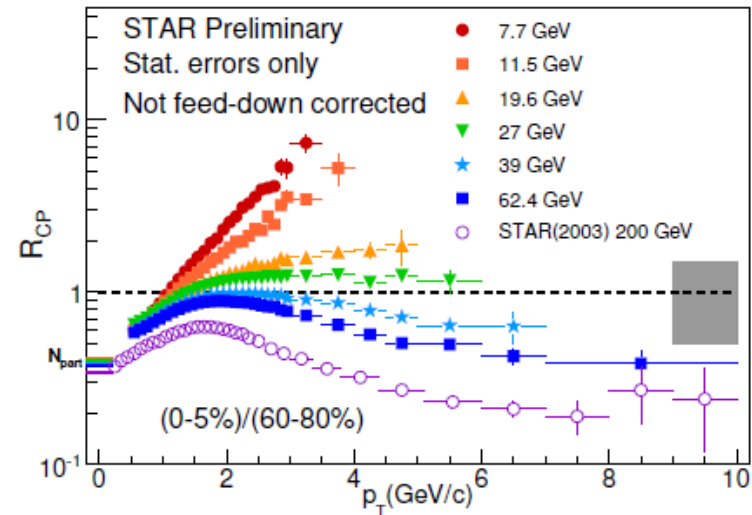 STAR Preliminary
Stat. errors only
Not feed-down corrected
7.7 GeV
11.5 GeV
19.6 GeV
27 GeV
39 GeV
62.4 GeV
STAR(2003) 200 GeV
10
1
10⁻¹
R_CP
N_part
(0-5%)/(60-80%)
0 2 4 6 8 10
p_T(GeV/c)